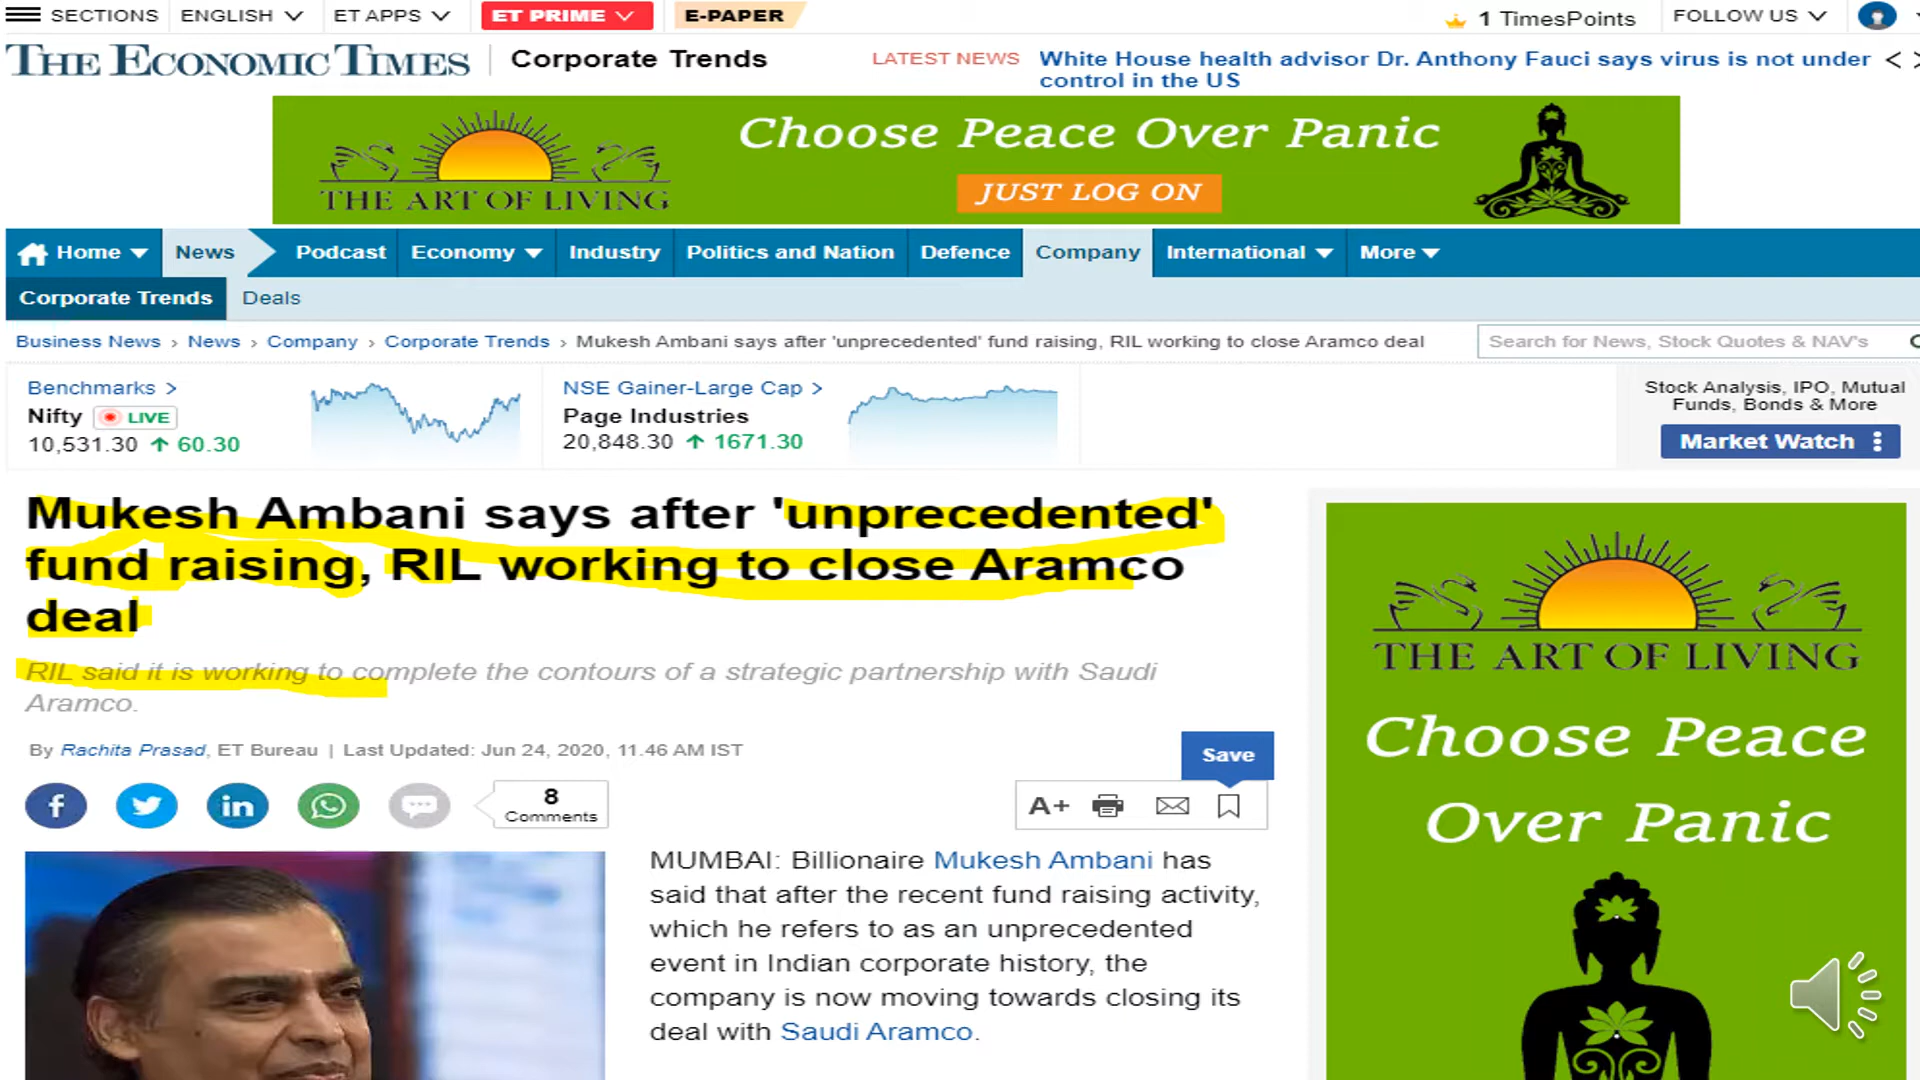 SECTIONS ENGLISH ET APPS ET PRIME E-PAPER 1 TimesPoints FOLLOW US
THE ECONOMIC TIMES Corporate Trends LATEST NEWS White House health advisor Dr. Anthony Fauci says virus is not under
control in the US
THE ART OF LIVING
Choose Peace Over Panic
JUST LOG ON
Home News Podcast Economy Industry Politics and Nation Defence Company International More
Corporate Trends Deals
Business News › News › Company › Corporate Trends › Mukesh Ambani says after 'unprecedented' fund raising, RIL working to close Aramco deal
Search for News, Stock Quotes & NAV's
Benchmarks >
Nifty LIVE
10,531.30 ↑ 60.30
NSE Gainer-Large Cap >
Page Industries
20,848.30 ↑ 1671.30
Stock Analysis, IPO, Mutual
Funds, Bonds & More
Market Watch
Mukesh Ambani says after 'unprecedented'
fund raising, RIL working to close Aramco
deal
RIL said it is working to complete the contours of a strategic partnership with Saudi
Aramco.
By Rachita Prasad, ET Bureau | Last Updated: Jun 24, 2020, 11.46 AM IST
Save
8
Comments
A+
MUMBAI: Billionaire Mukesh Ambani has
said that after the recent fund raising activity,
which he refers to as an unprecedented
event in Indian corporate history, the
company is now moving towards closing its
deal with Saudi Aramco.
THE ART OF LIVING
Choose Peace
Over Panic